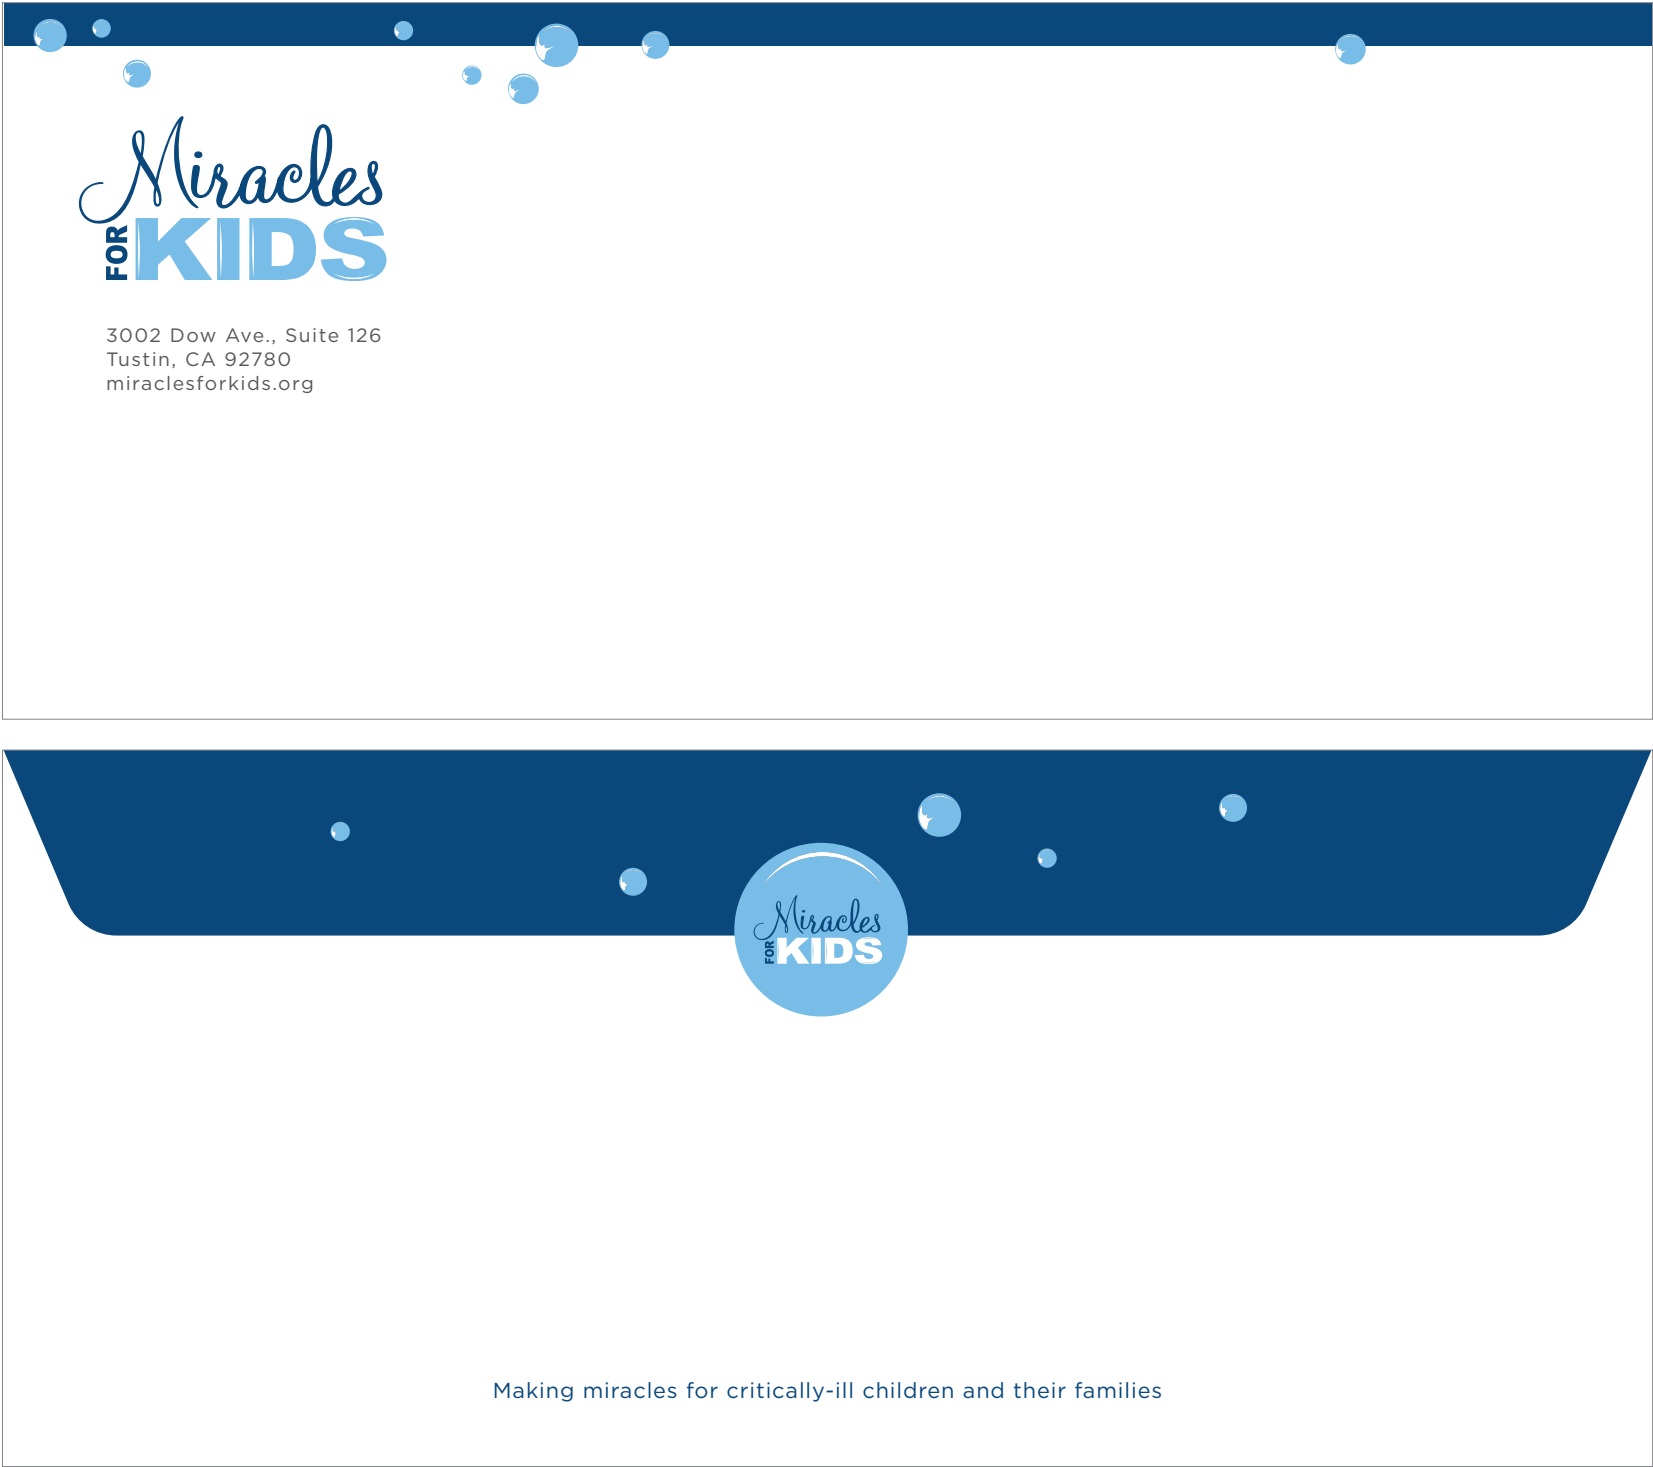 Miracles
FOR KIDS
3002 Dow Ave., Suite 126
Tustin, CA 92780
miraclesforkids.org
Miracles
FOR KIDS
Making miracles for critically-ill children and their families